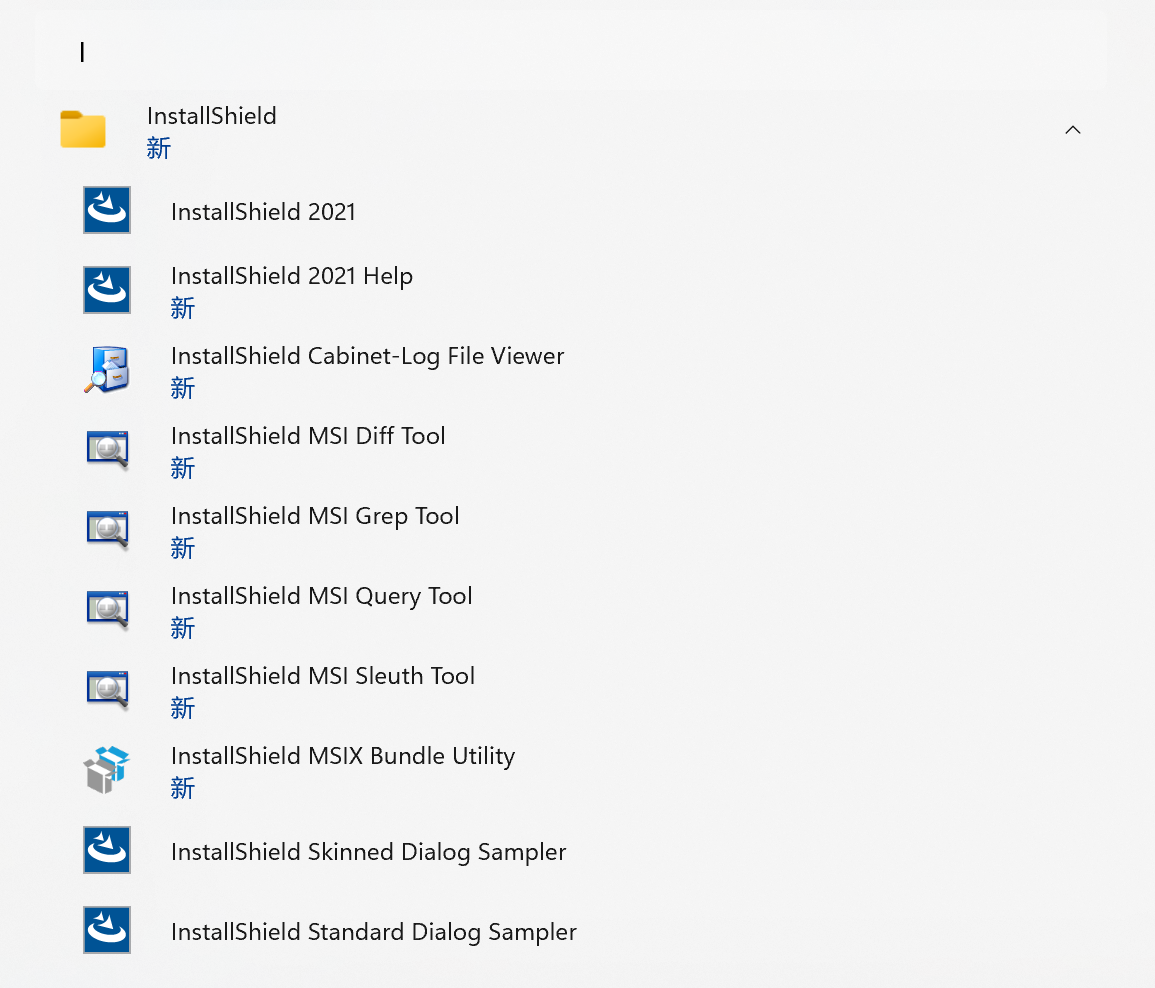 I
InstallShield
新
InstallShield 2021
InstallShield 2021 Help
新
InstallShield Cabinet-Log File Viewer
新
InstallShield MSI Diff Tool
新
InstallShield MSI Grep Tool
新
InstallShield MSI Query Tool
新
InstallShield MSI Sleuth Tool
新
InstallShield MSIX Bundle Utility
新
InstallShield Skinned Dialog Sampler
InstallShield Standard Dialog Sampler